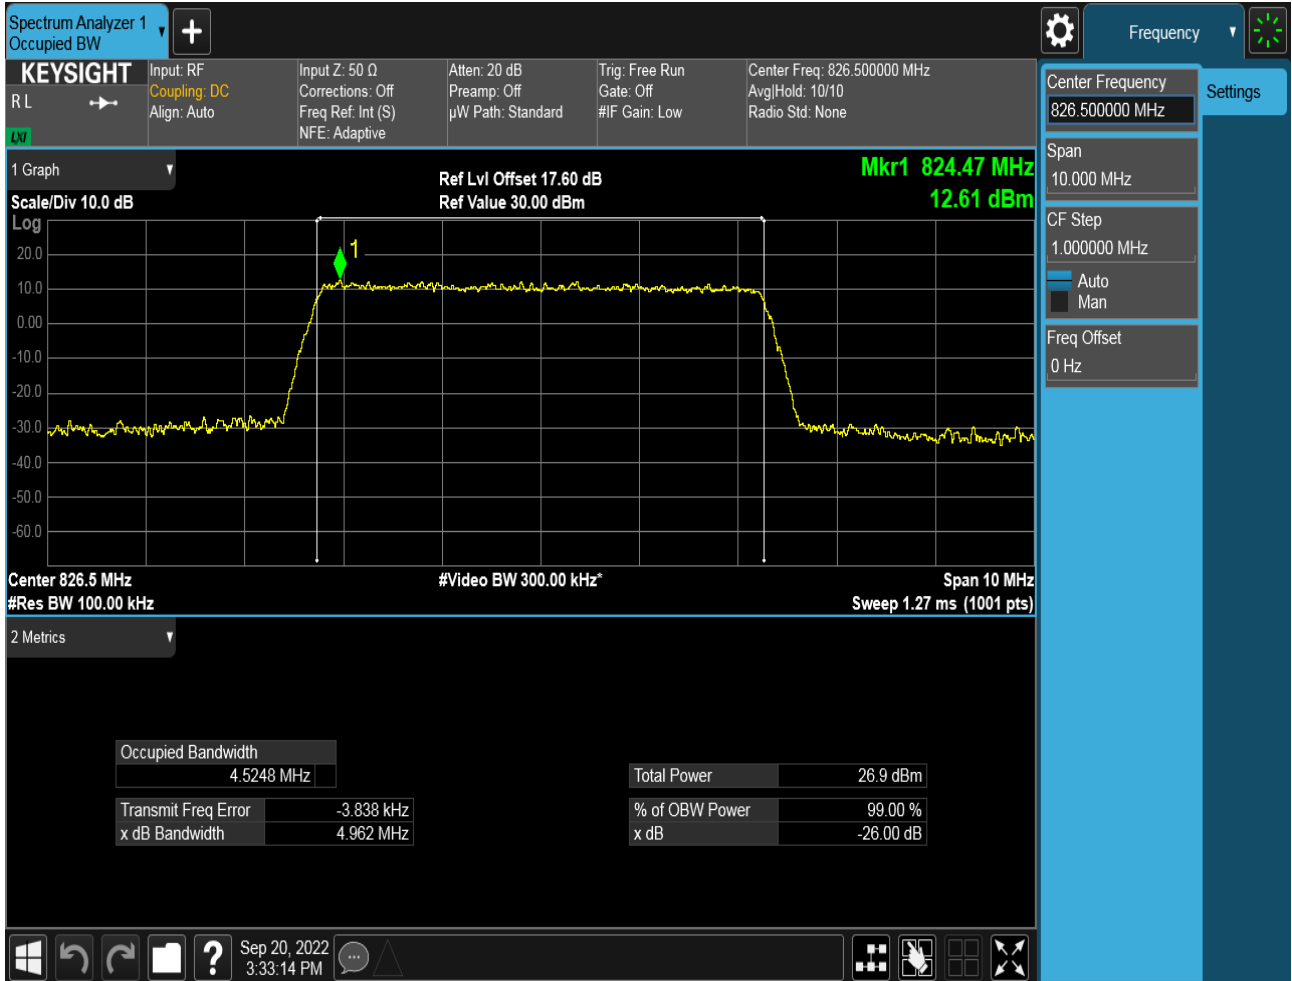 Spectrum Analyzer 1
Occupied BW
Frequency
KEYSIGHT
R L
LXI
Input: RF
Coupling: DC
Align: Auto
Input Z: 50 Ω
Corrections: Off
Freq Ref: Int (S)
NFE: Adaptive
Atten: 20 dB
Preamp: Off
µW Path: Standard
Trig: Free Run
Gate: Off
#IF Gain: Low
Center Freq: 826.500000 MHz
Avg|Hold: 10/10
Radio Std: None
Center Frequency
826.500000 MHz
Settings
Span
10.000 MHz
CF Step
1.000000 MHz
Auto
Man
Freq Offset
0 Hz
1 Graph
Scale/Div 10.0 dB
Ref Lvl Offset 17.60 dB
Ref Value 30.00 dBm
Mkr1 824.47 MHz
12.61 dBm
Log
1
20.0
10.0
0.00
-10.0
-20.0
-30.0
-40.0
-50.0
-60.0
Center 826.5 MHz
#Video BW 300.00 kHz*
Span 10 MHz
#Res BW 100.00 kHz
Sweep 1.27 ms (1001 pts)
2 Metrics
Occupied Bandwidth
4.5248 MHz
Total Power 26.9 dBm
Transmit Freq Error -3.838 kHz
% of OBW Power 99.00 %
x dB Bandwidth 4.962 MHz
x dB -26.00 dB
?
Sep 20, 2022
3:33:14 PM